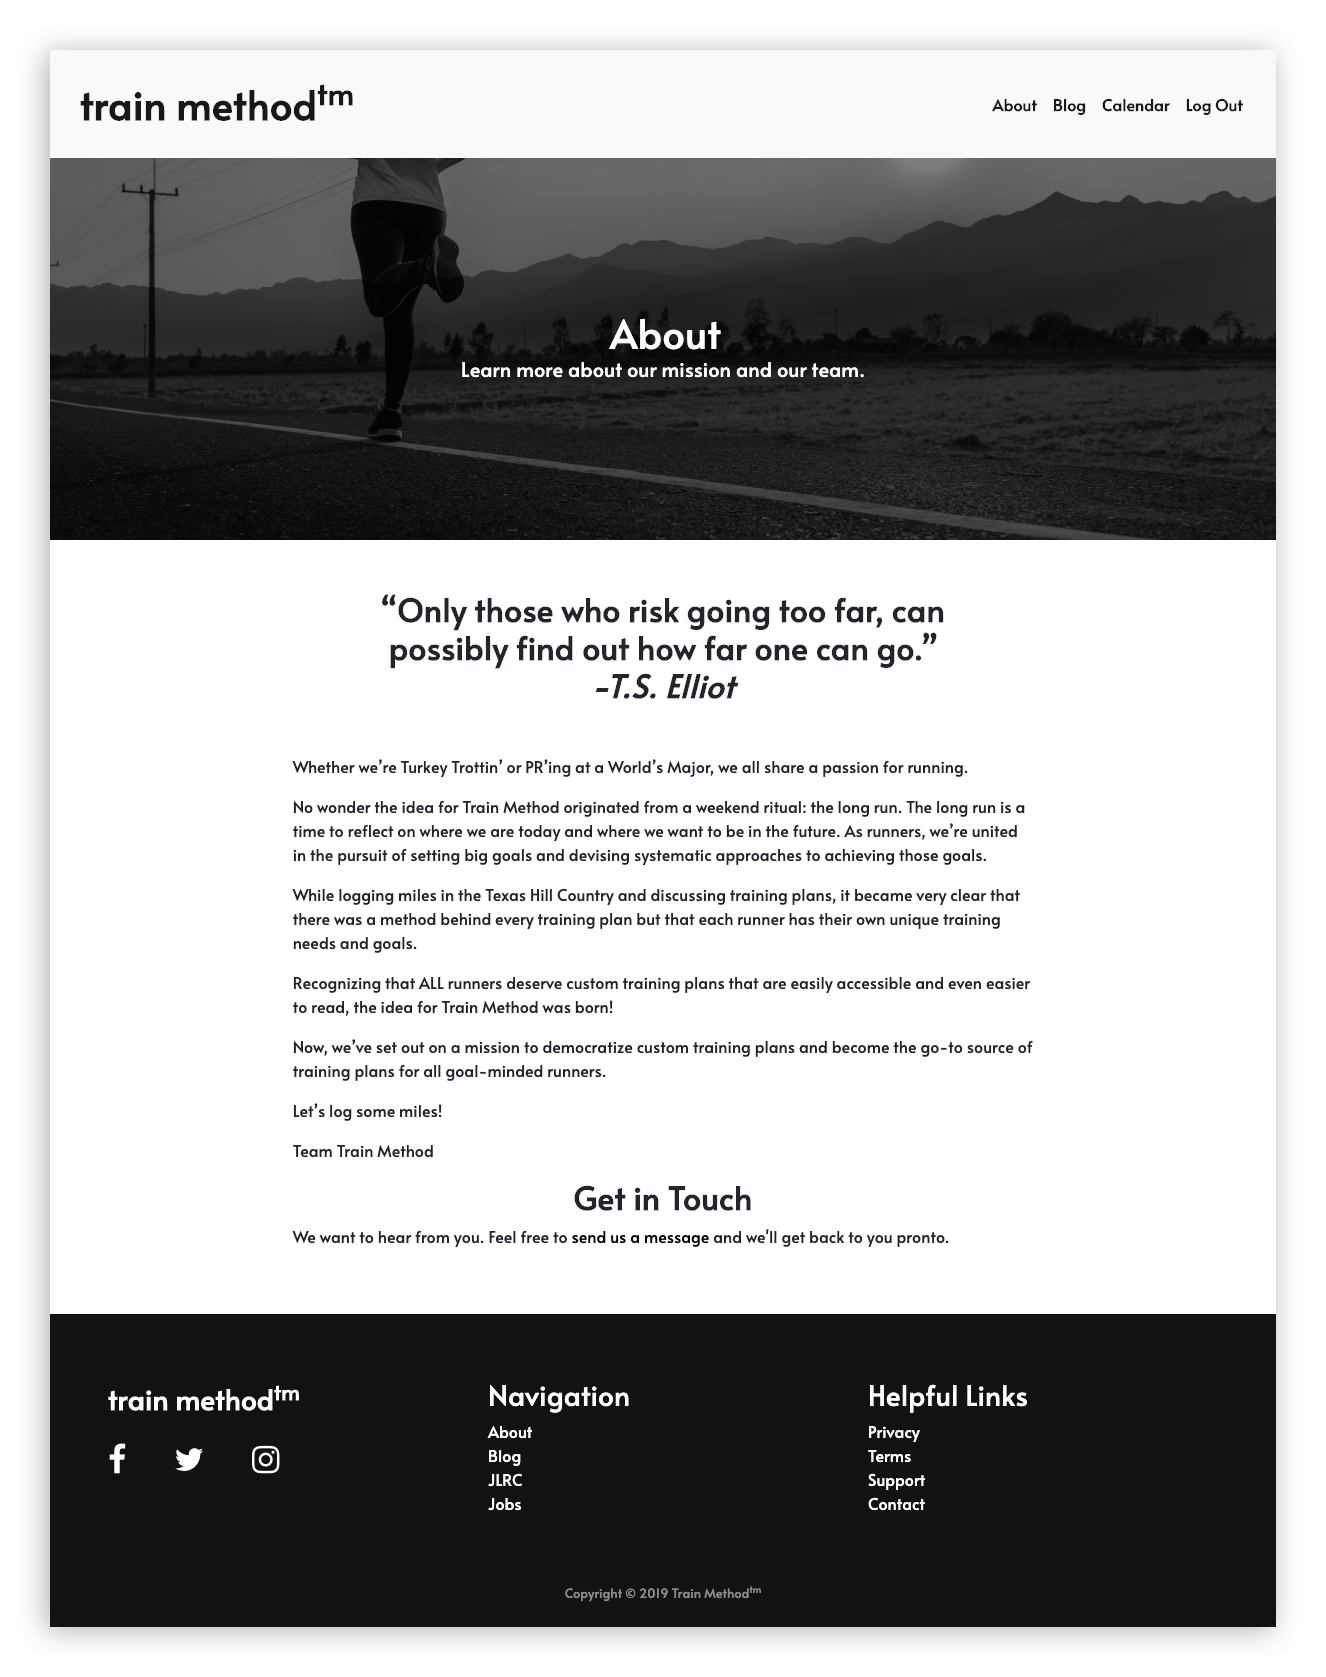 train methodtm
About Blog Calendar Log Out
About
Learn more about our mission and our team.
“Only those who risk going too far, can
possibly find out how far one can go.”
-T.S. Elliot
Whether we’re Turkey Trottin’ or PR’ing at a World’s Major, we all share a passion for running.
No wonder the idea for Train Method originated from a weekend ritual: the long run. The long run is a
time to reflect on where we are today and where we want to be in the future. As runners, we’re united
in the pursuit of setting big goals and devising systematic approaches to achieving those goals.
While logging miles in the Texas Hill Country and discussing training plans, it became very clear that
there was a method behind every training plan but that each runner has their own unique training
needs and goals.
Recognizing that ALL runners deserve custom training plans that are easily accessible and even easier
to read, the idea for Train Method was born!
Now, we’ve set out on a mission to democratize custom training plans and become the go-to source of
training plans for all goal-minded runners.
Let’s log some miles!
Team Train Method
Get in Touch
We want to hear from you. Feel free to send us a message and we'll get back to you pronto.
train methodtm
Navigation
About
Blog
JLRC
Jobs
Helpful Links
Privacy
Terms
Support
Contact
Copyright © 2019 Train Methodtm